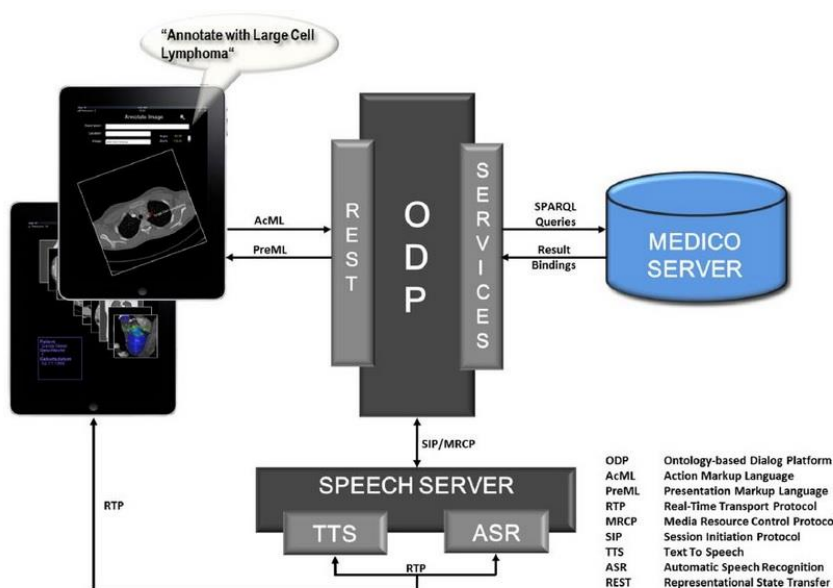 “Annotate with Large Cell
Lymphoma“
Annotate Image
AcML
PreML
REST
ODP
SERVICES
SPARQL
Queries
Result
Bindings
MEDICO
SERVER
SIP/MRCP
SPEECH SERVER
TTS
ASR
RTP
RTP
ODP Ontology-based Dialog Platform
AcML Action Markup Language
PreML Presentation Markup Language
RTP Real-Time Transport Protocol
MRCP Media Resource Control Protoco
SIP Session Initiation Protocol
TTS Text To Speech
ASR Automatic Speech Recognition
REST Representational State Transfer